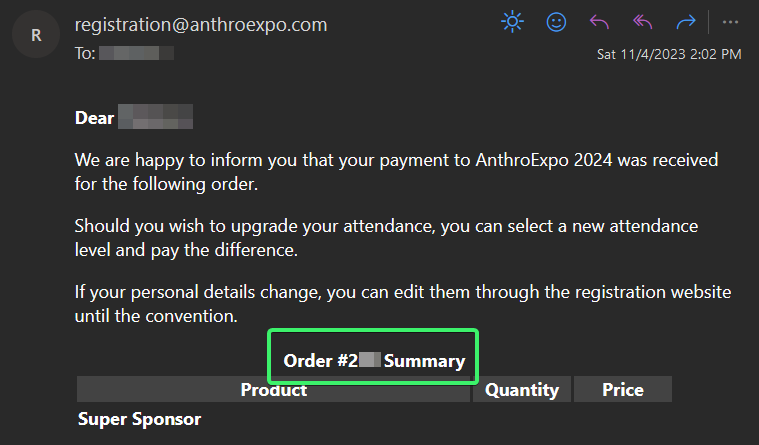 R
registration@anthroexpo.com
To:
Sat 11/4/2023 2:02 PM
Dear
We are happy to inform you that your payment to AnthroExpo 2024 was received
for the following order.
Should you wish to upgrade your attendance, you can select a new attendance
level and pay the difference.
If your personal details change, you can edit them through the registration website
until the convention.
Order #2 Summary
Product Quantity Price
Super Sponsor